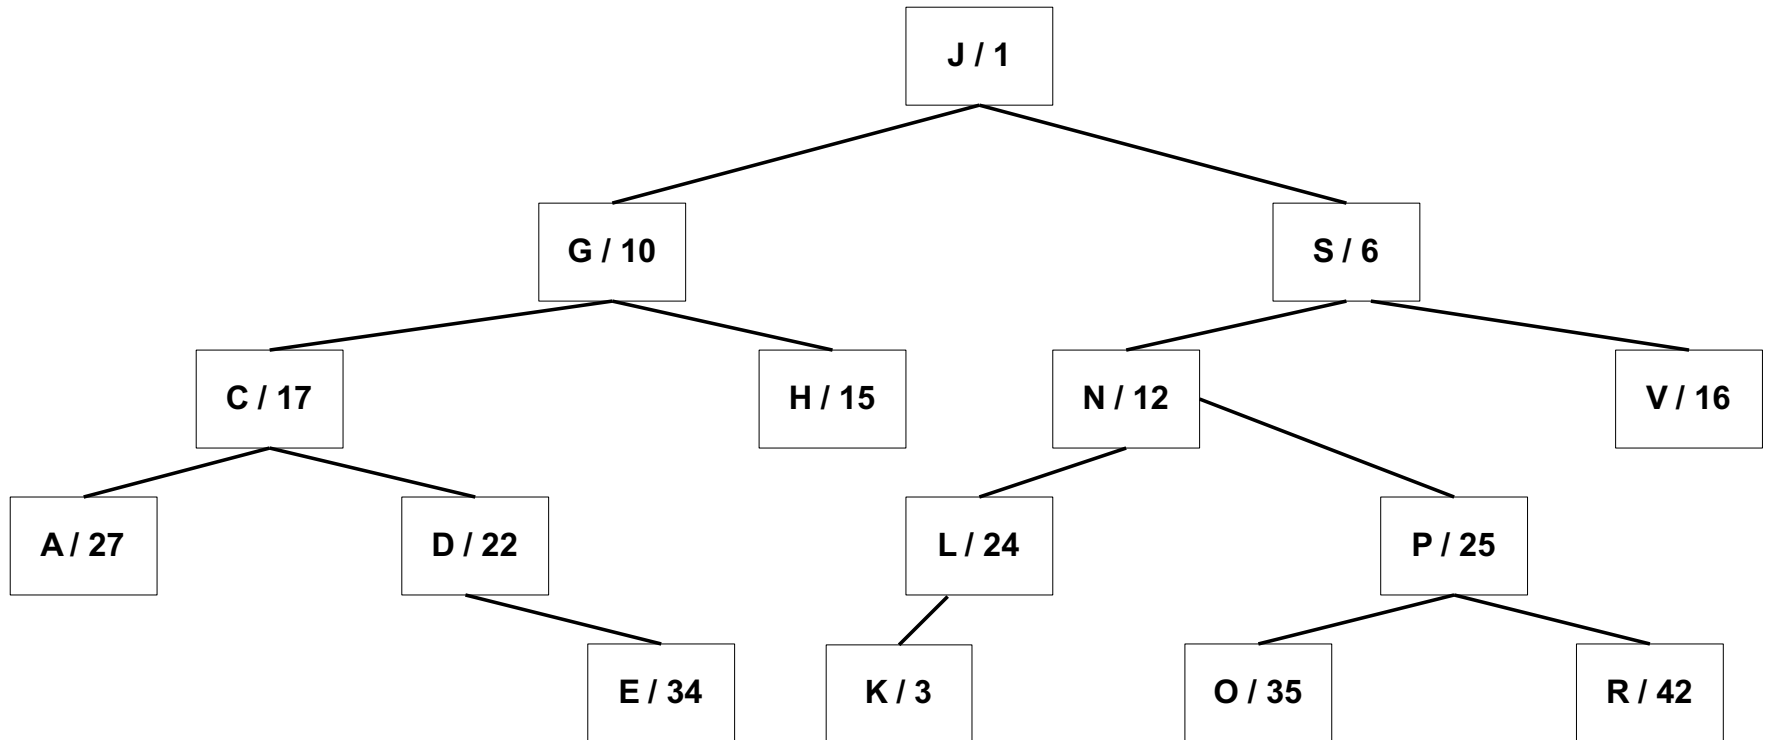 J / 1
G / 10
S / 6
C / 17
H / 15
N / 12
V / 16
A / 27
D / 22
L / 24
P / 25
E / 34
K / 3
O / 35
R / 42